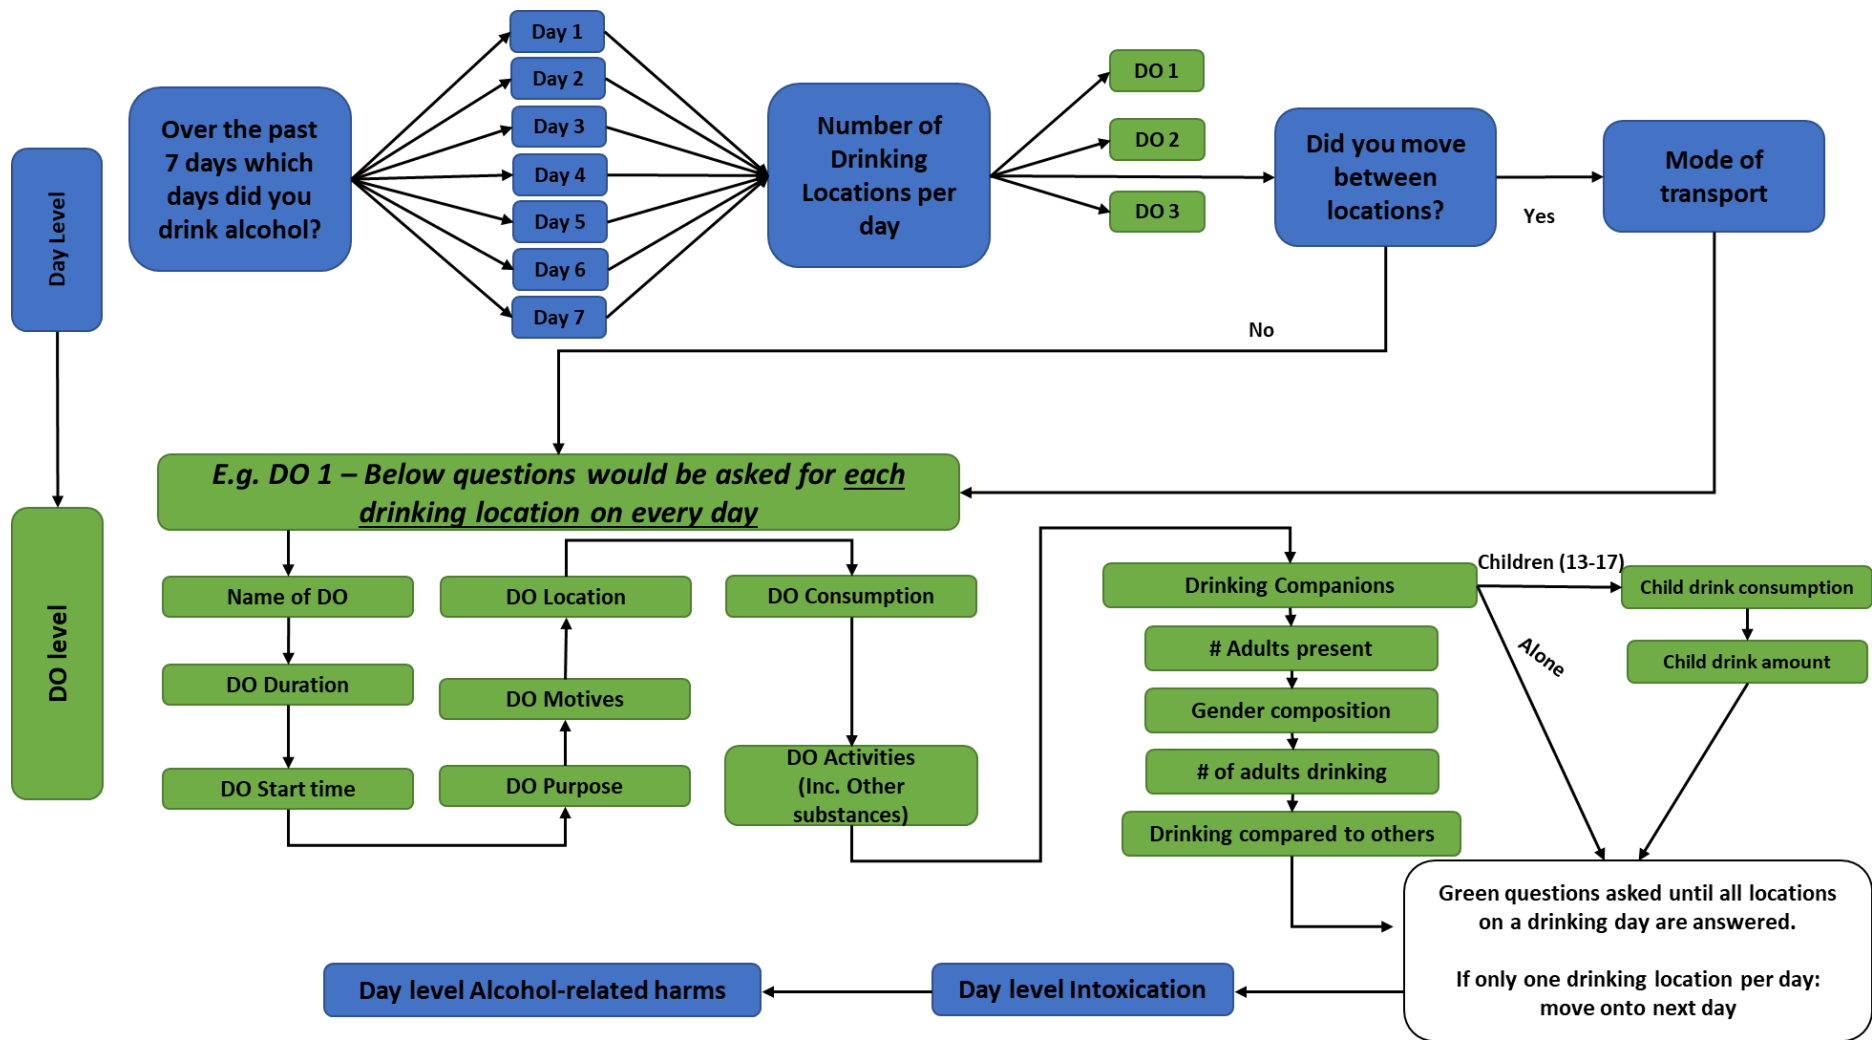 Day Level
Over the past
7 days which
days did you
drink alcohol?
Day 1
Day 2
Day 3
Day 4
Day 5
Day 6
Day 7
Number of
Drinking
Locations per
day
DO 1
DO 2
DO 3
Did you move
between
locations?
Yes
Mode of
transport
No
DO level
E.g. DO 1 – Below questions would be asked for each
drinking location on every day
Name of DO
DO Duration
DO Start time
DO Location
DO Motives
DO Purpose
DO Consumption
DO Activities
(Inc. Other
substances)
Drinking Companions
# Adults present
Gender composition
# of adults drinking
Drinking compared to others
Children (13-17)
Alone
Child drink consumption
Child drink amount
Green questions asked until all locations
on a drinking day are answered.
If only one drinking location per day:
move onto next day
Day level Intoxication
Day level Alcohol-related harms